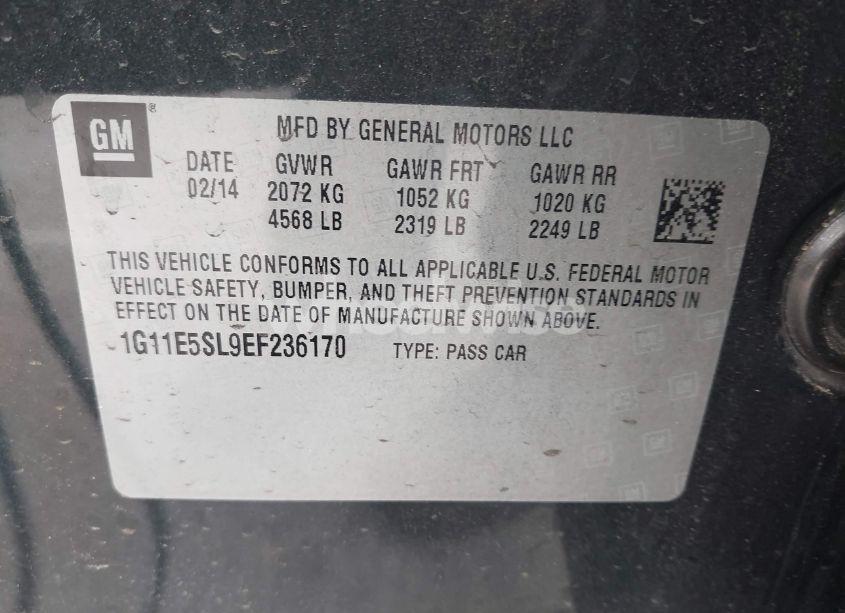 GM
MFD BY GENERAL MOTORS LLC
DATE GVWR GAWR FRT GAWR RR
02/14 2072 KG 1052 KG 1020 KG
4568 LB 2319 LB 2249 LB
THIS VEHICLE CONFORMS TO ALL APPLICABLE U.S. FEDERAL MOTOR
VEHICLE SAFETY, BUMPER, AND THEFT PREVENTION STANDARDS IN
EFFECT ON THE DATE OF MANUFACTURE SHOWN ABOVE.
1G11E5SL9EF236170 TYPE: PASS CAR